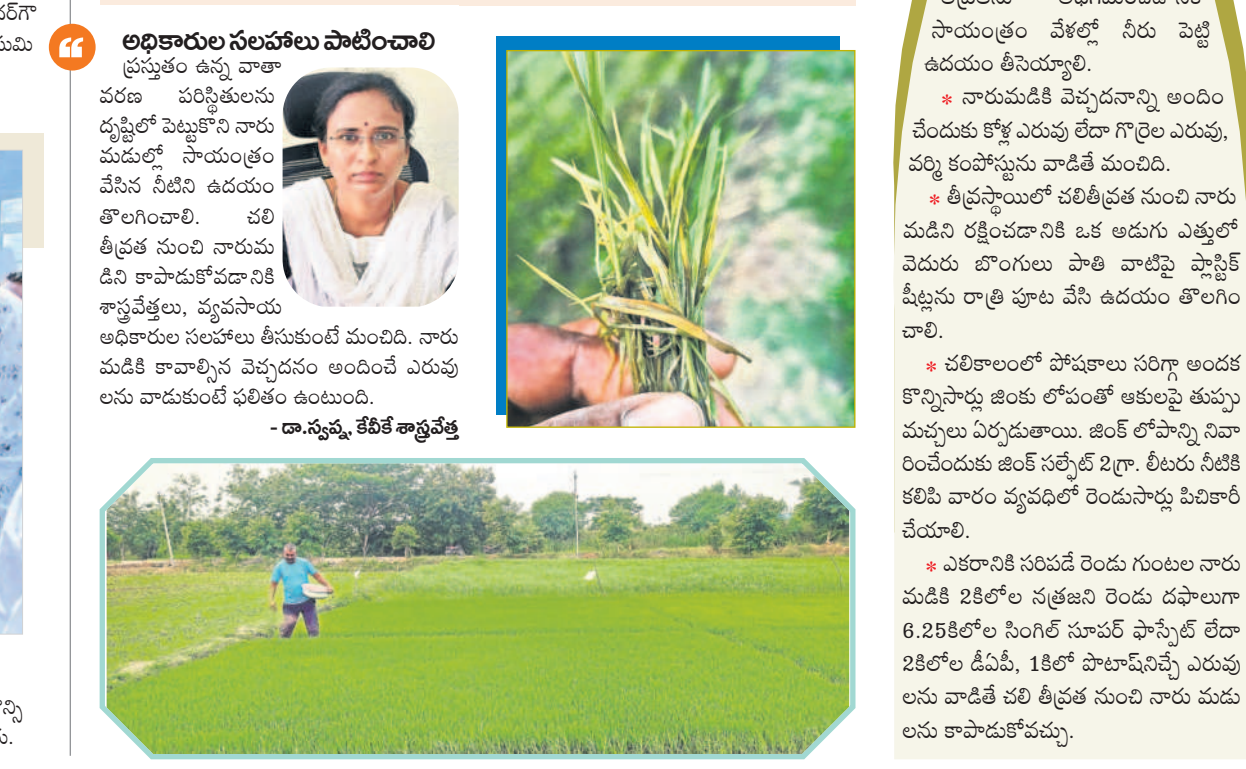 అధికారుల సలహాలు పాటించాలి
ప్రస్తుతం ఉన్న వాతా
వరణ పరిస్థితులను
దృష్టిలో పెట్టుకొని నారు
మడుల్లో సాయంత్రం
వేసిన నీటిని ఉదయం
తొలగించాలి. చలి
తీవ్రత నుంచి నారుమ
డిని కాపాడుకోవడానికి
శాస్త్రవేత్తలు, వ్యవసాయ
అధికారుల సలహాలు తీసుకుంటే మంచిది. నారు
మడికి కావాల్సిన వెచ్చదనం అందించే ఎరువు
లను వాడుకుంటే ఫలితం ఉంటుంది.
- డా.స్వప్న, కేవీకే శాస్త్రవేత్త
సాయంత్రం వేళల్లో నీరు పెట్టి
ఉదయం తీసెయ్యాలి.
* నారుమడికి వెచ్చదనాన్ని అందిం
చేందుకు కోళ్ల ఎరువు లేదా గొర్రెల ఎరువు,
వర్మి కంపోస్టును వాడితే మంచిది.
* తీవ్రస్థాయిలో చలితీవ్రత నుంచి నారు
మడిని రక్షించడానికి ఒక అడుగు ఎత్తులో
వెదురు బొంగులు పాతి వాటిపై ప్లాస్టిక్
షీట్లను రాత్రి పూట వేసి ఉదయం తొలగిం
చాలి.
* చలికాలంలో పోషకాలు సరిగ్గా అందక
కొన్నిసార్లు జింకు లోపంతో ఆకులపై తుప్పు
మచ్చలు ఏర్పడుతాయి. జింక్ లోపాన్ని నివా
రించేందుకు జింక్ సల్ఫేట్ 2గ్రా. లీటరు నీటికి
కలిపి వారం వ్యవధిలో రెండుసార్లు పిచికారీ
చేయాలి.
* ఎకరానికి సరిపడే రెండు గుంటల నారు
మడికి 2కిలోల నత్రజని రెండు దఫాలుగా
6.25కిలోల సింగిల్ సూపర్ ఫాస్ఫేట్ లేదా
2కిలోల డీఏపీ, 1కిలో పొటాష్‌నిచ్చే ఎరువు
లను వాడితే చలి తీవ్రత నుంచి నారు మడు
లను కాపాడుకోవచ్చు.